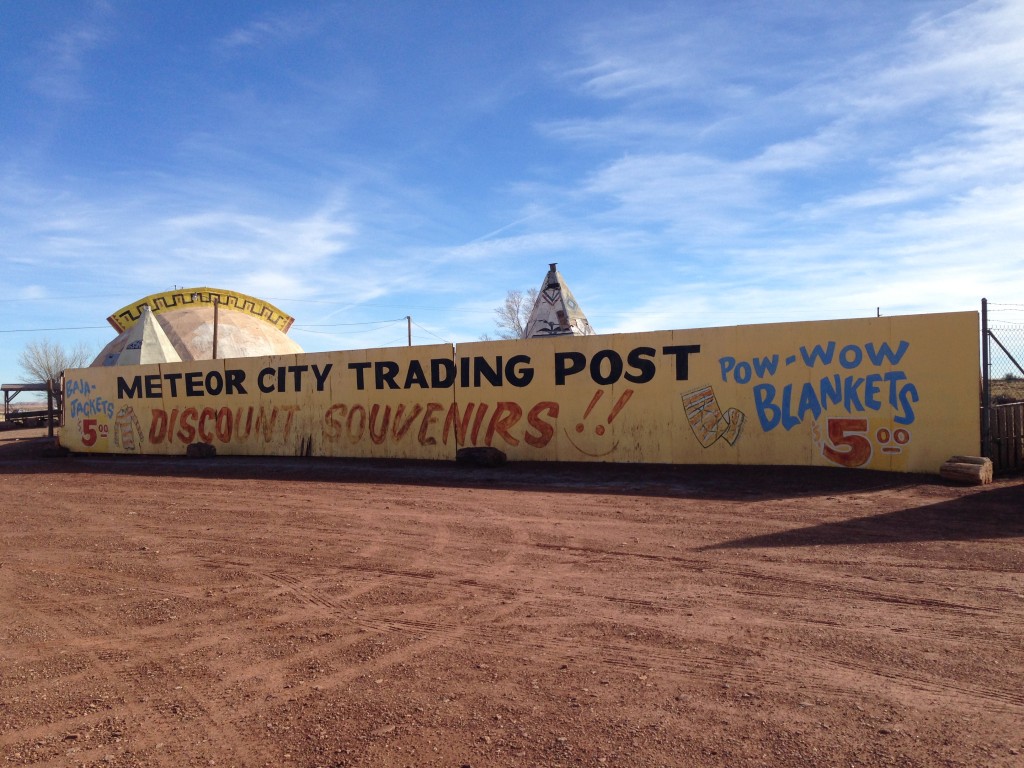 BAJA-
JACKETS
$5.00
METEOR CITY TRADING POST
DISCOUNT SOUVENIRS!!
POW-WOW
BLANKETS
$5.00